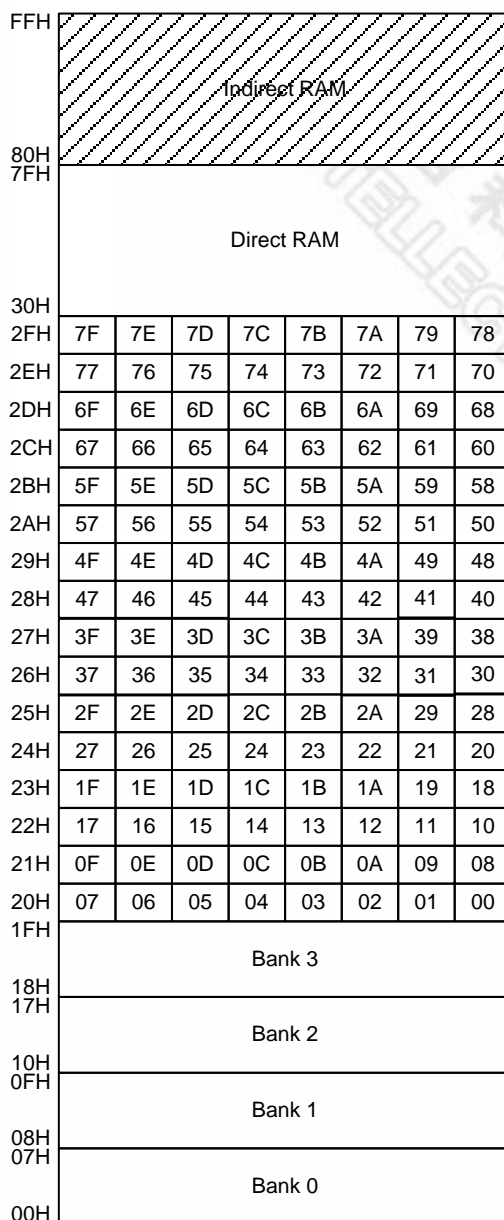 FFH
Indirect RAM
80H
7FH
Direct RAM
30H
2FH 7F 7E 7D 7C 7B 7A 79 78
2EH 77 76 75 74 73 72 71 70
2DH 6F 6E 6D 6C 6B 6A 69 68
2CH 67 66 65 64 63 62 61 60
2BH 5F 5E 5D 5C 5B 5A 59 58
2AH 57 56 55 54 53 52 51 50
29H 4F 4E 4D 4C 4B 4A 49 48
28H 47 46 45 44 43 42 41 40
27H 3F 3E 3D 3C 3B 3A 39 38
26H 37 36 35 34 33 32 31 30
25H 2F 2E 2D 2C 2B 2A 29 28
24H 27 26 25 24 23 22 21 20
23H 1F 1E 1D 1C 1B 1A 19 18
22H 17 16 15 14 13 12 11 10
21H 0F 0E 0D 0C 0B 0A 09 08
20H 07 06 05 04 03 02 01 00
1FH
Bank 3
18H
17H
Bank 2
10H
0FH
Bank 1
08H
07H
Bank 0
00H